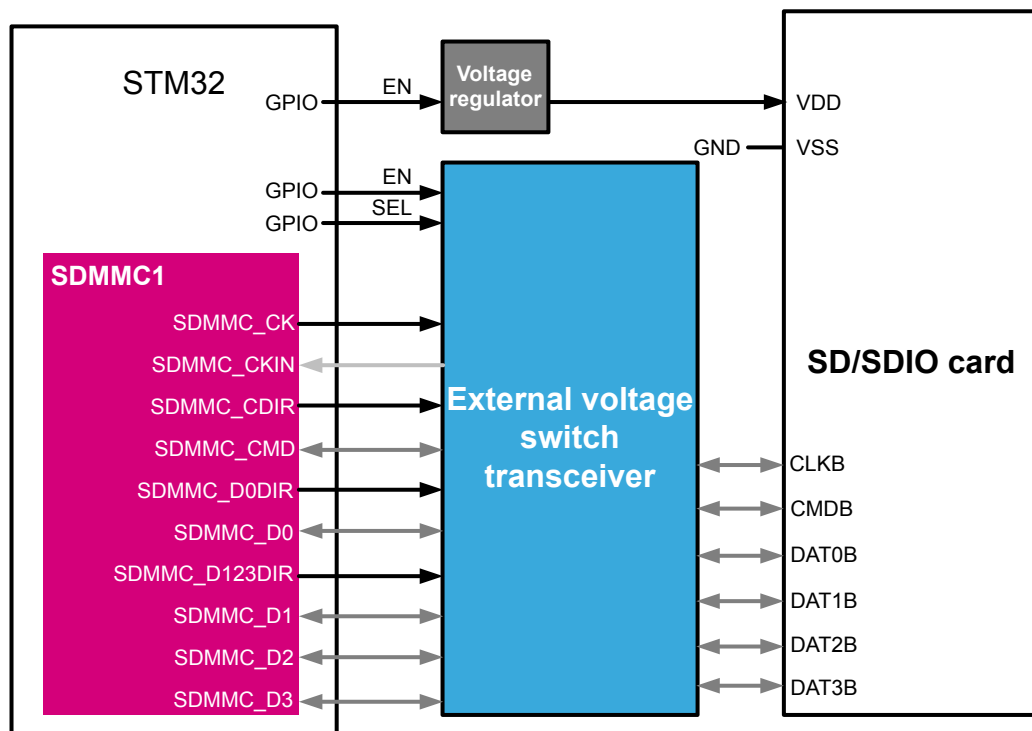 STM32
GPIO
EN
Voltage
regulator
VDD
GND
VSS
GPIO
EN
GPIO
SEL
SDMMC1
SDMMC_CK
SDMMC_CKIN
SDMMC_CDIR
SDMMC_CMD
SDMMC_D0DIR
SDMMC_D0
SDMMC_D123DIR
SDMMC_D1
SDMMC_D2
SDMMC_D3
External voltage
switch
transceiver
SD/SDIO card
CLKB
CMDB
DAT0B
DAT1B
DAT2B
DAT3B